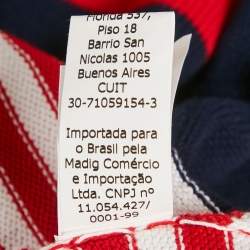 Florida 537,
Piso 18
Barrio San
Nicolas 1005
Buenos Aires
CUIT
30-71059154-3
Importada para
o Brasil pela
Madig Comércio
e Importação
Ltda. CNPJ nº
11.054.427/
0001-99